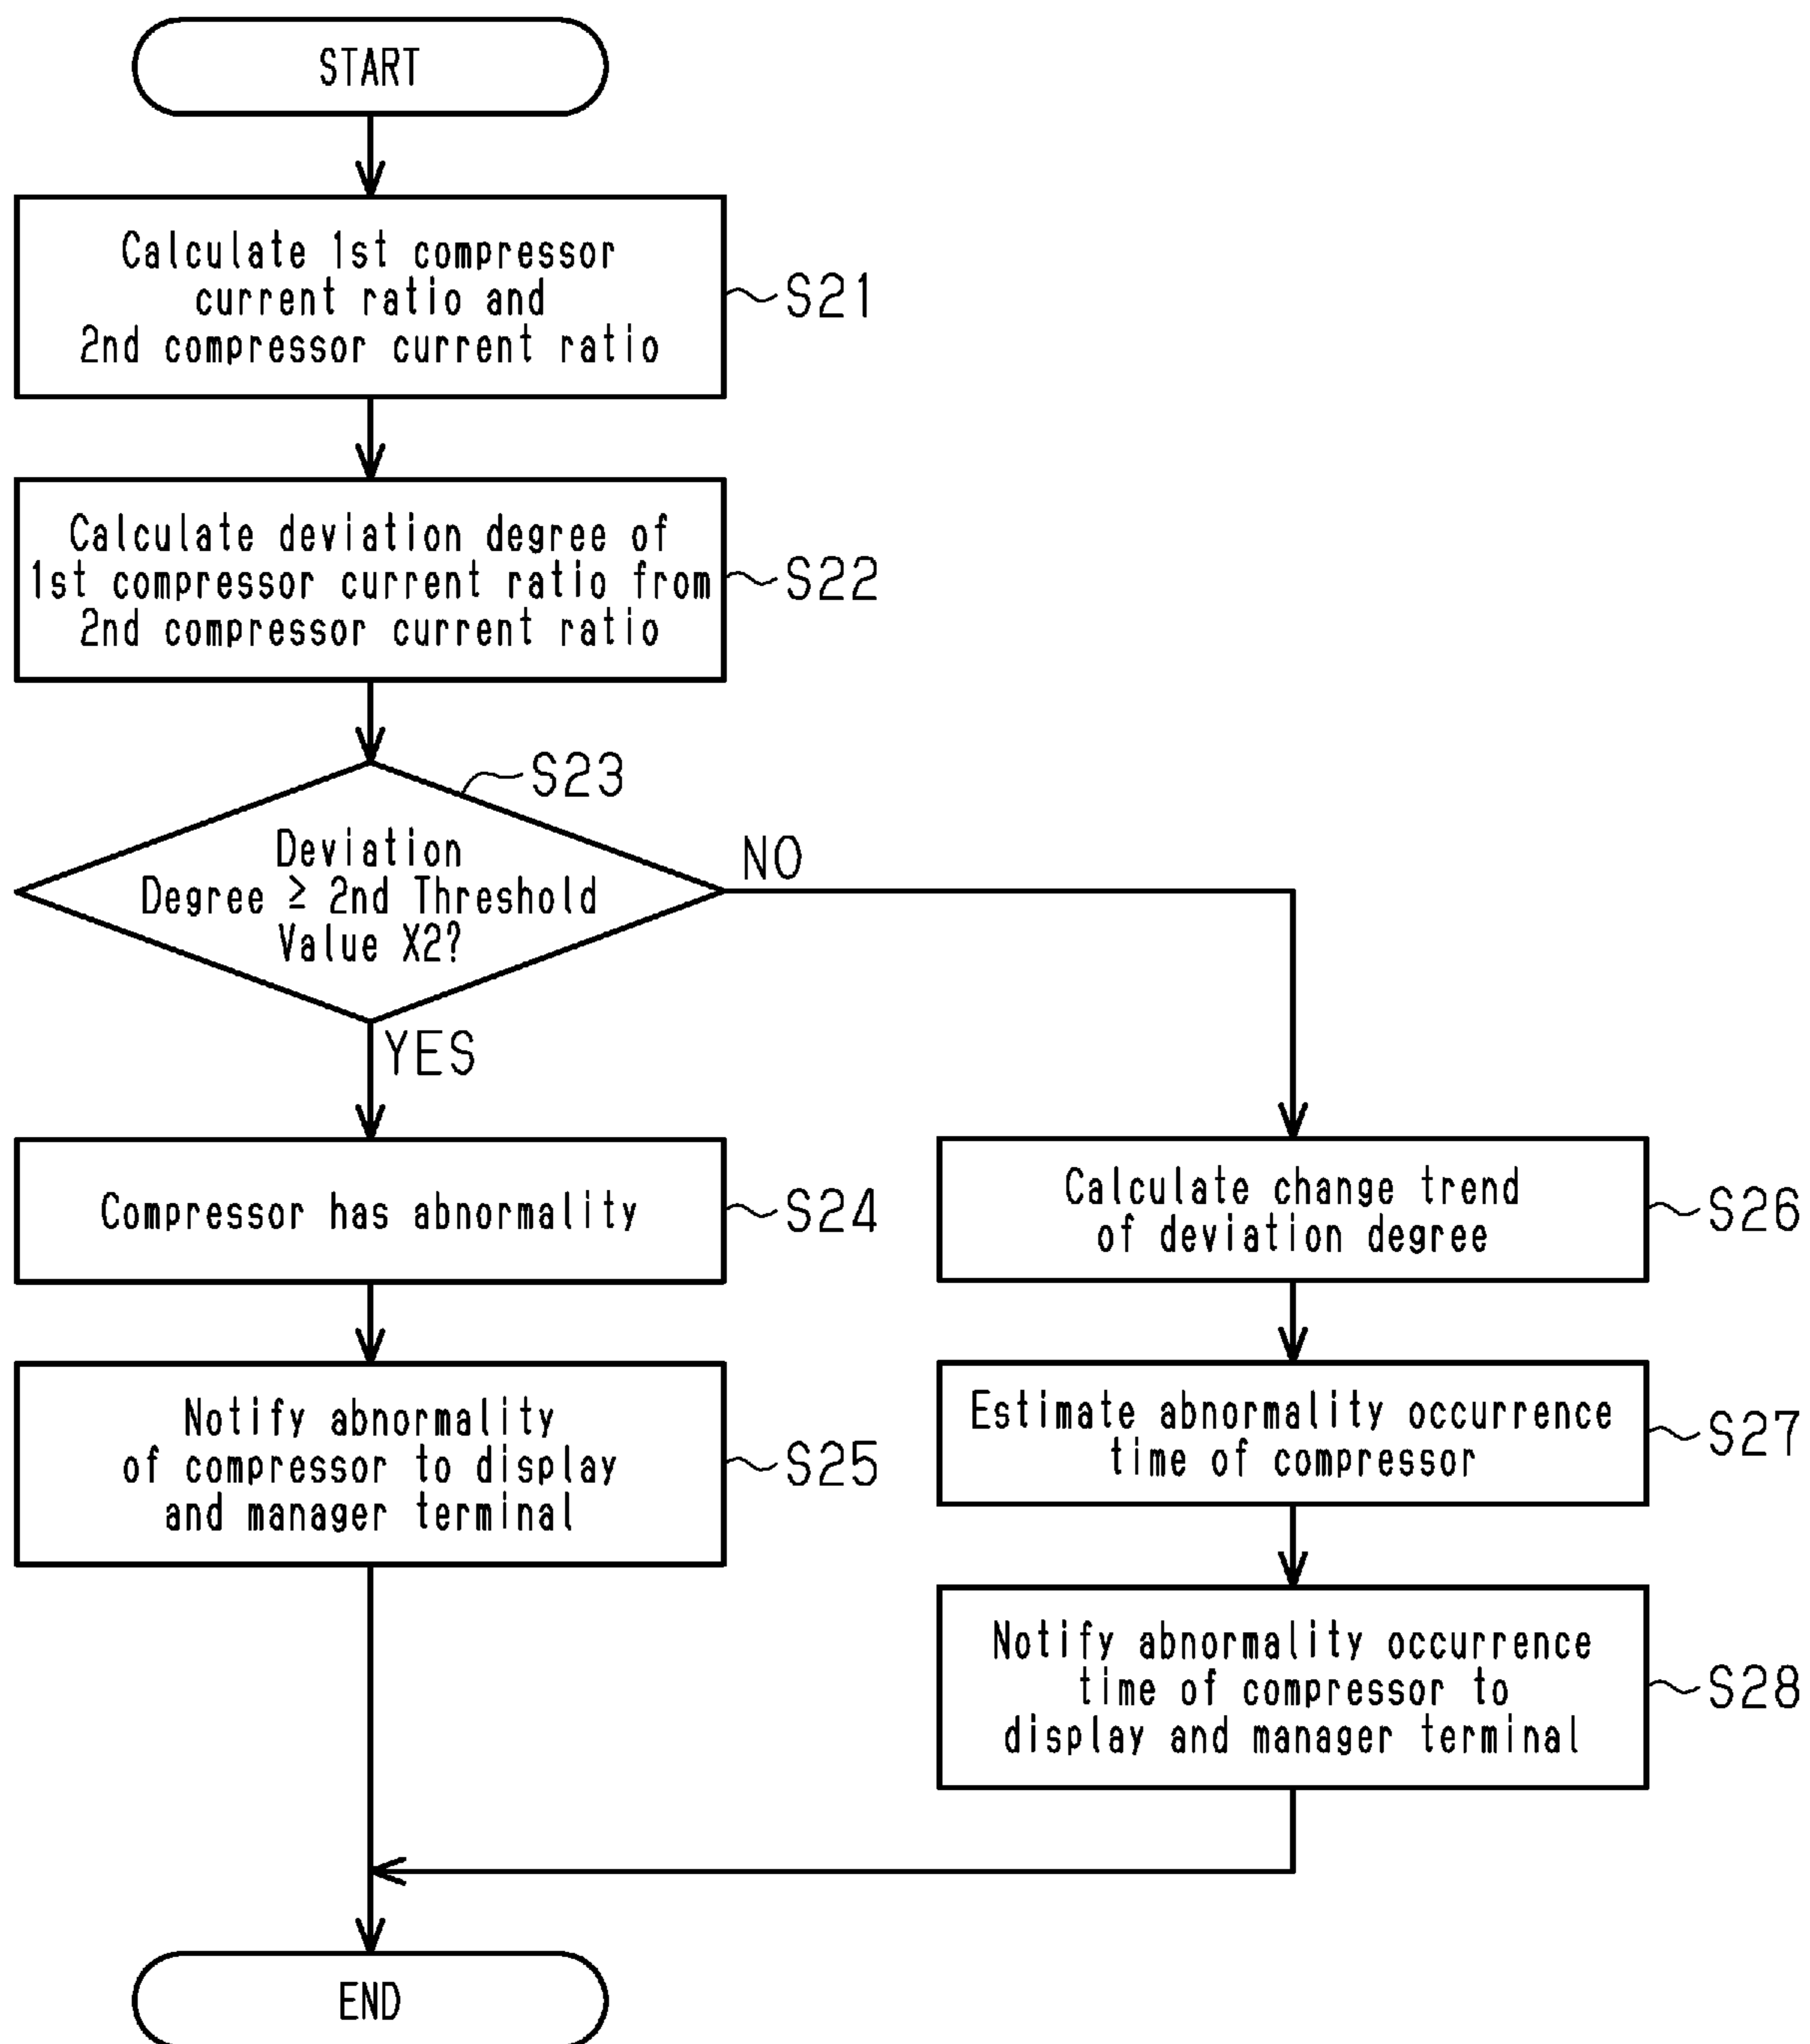 START
Calculate 1st compressor
current ratio and
2nd compressor current ratio
S21
Calculate deviation degree of
1st compressor current ratio from
2nd compressor current ratio
S22
S23
Deviation
Degree ≥ 2nd Threshold
Value X2?
NO
YES
Compressor has abnormality
S24
Notify abnormality
of compressor to display
and manager terminal
S25
Calculate change trend
of deviation degree
S26
Estimate abnormality occurrence
time of compressor
S27
Notify abnormality occurrence
time of compressor to
display and manager terminal
S28
END